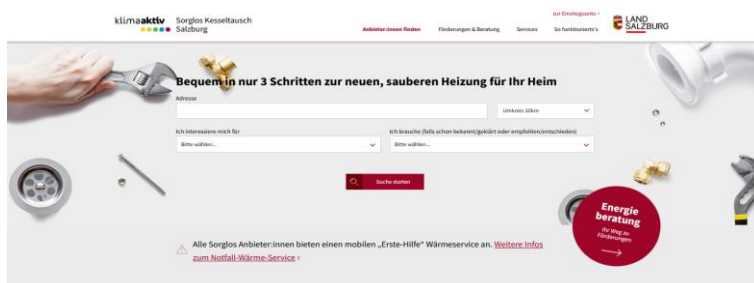 klimaaktiv
Sorglos Kesseltausch
Salzburg
zur Einstiegsseite ›
Anbieter:innen finden
Förderungen & Beratung
Services
So funktioniert's
LAND
SALZBURG
Bequem in nur 3 Schritten zur neuen, sauberen Heizung für Ihr Heim
Adresse
Umkreis 10km
Ich interessiere mich für
Ich brauche (falls schon bekannt/geklärt oder empfohlen/entschieden)
Bitte wählen...
Bitte wählen...
Suche starten
Energie
beratung
Ihr Weg zu
Förderungen
Alle Sorglos Anbieter:innen bieten einen mobilen „Erste-Hilfe“ Wärmeservice an. Weitere Infos
zum Notfall-Wärme-Service ›